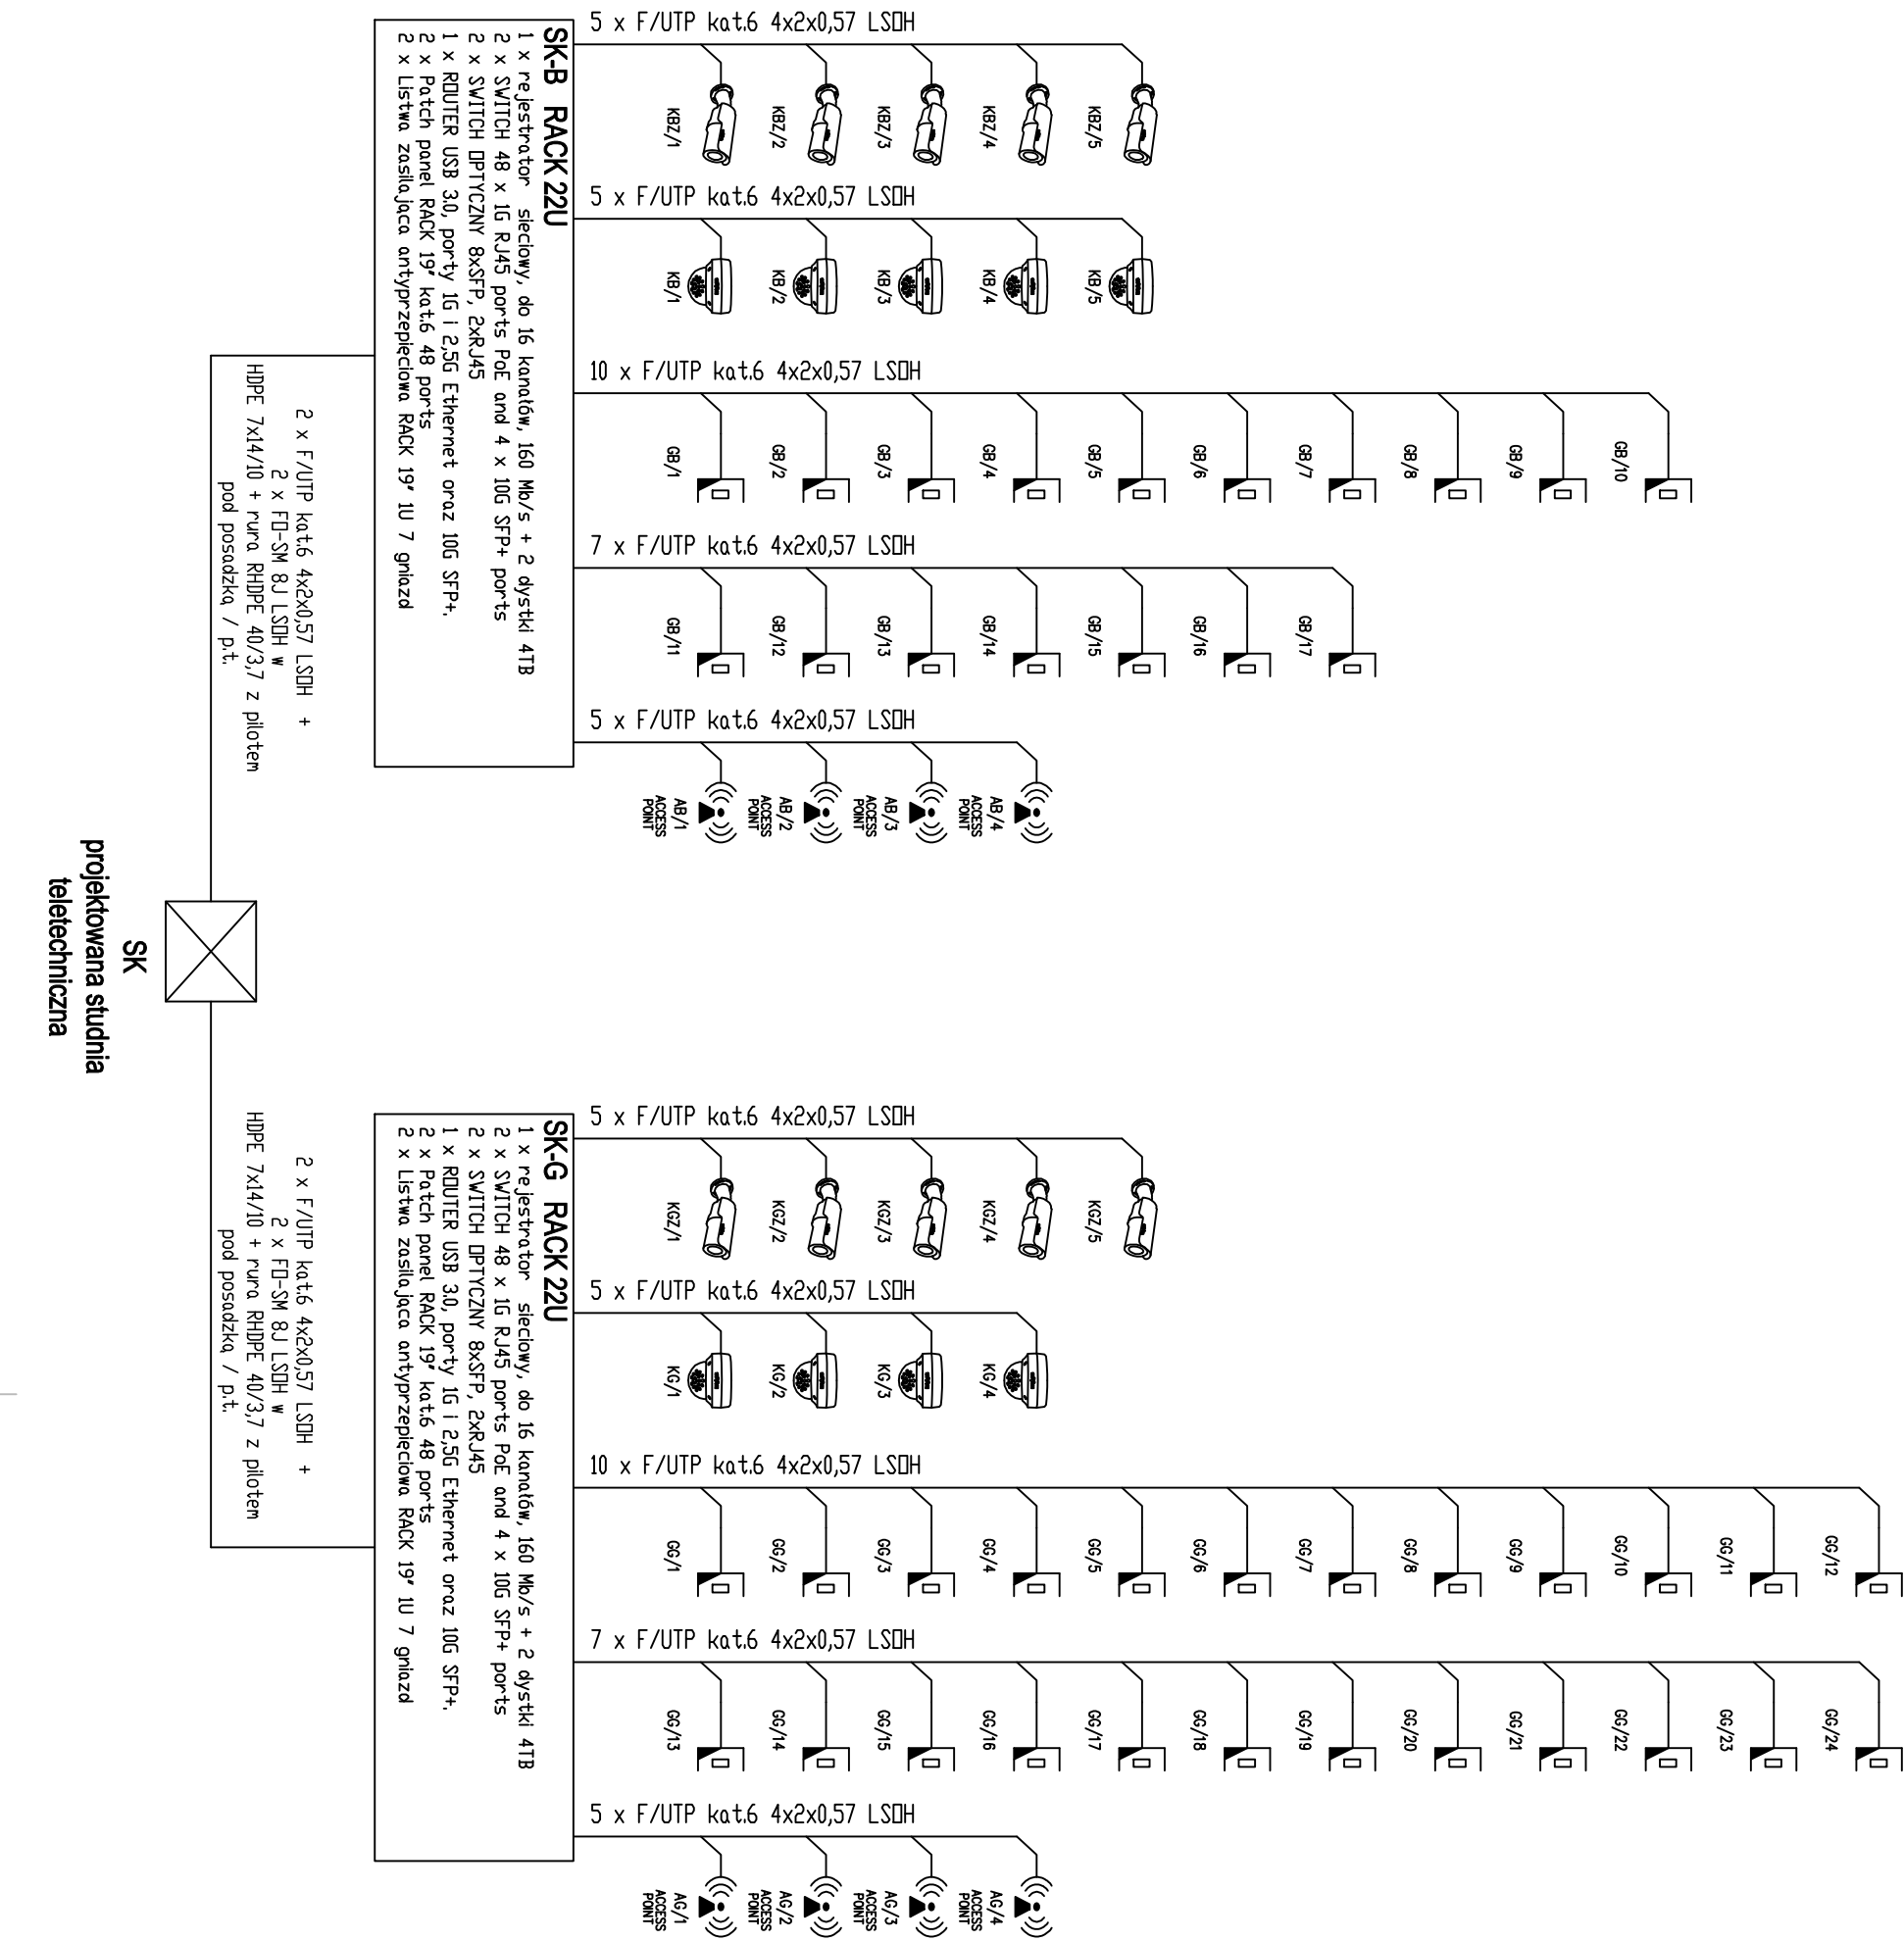 5 x F/UTP kat.6 4x2x0,57 LSOH
KBZ/1
KBZ/2
KBZ/3
KBZ/4
KBZ/5
5 x F/UTP kat.6 4x2x0,57 LSOH
KB/1
KB/2
KB/3
KB/4
KB/5
10 x F/UTP kat.6 4x2x0,57 LSOH
GB/1
GB/2
GB/3
GB/4
GB/5
GB/6
GB/7
GB/8
GB/9
GB/10
7 x F/UTP kat.6 4x2x0,57 LSOH
GB/11
GB/12
GB/13
GB/14
GB/15
GB/16
GB/17
5 x F/UTP kat.6 4x2x0,57 LSOH
AB/1
ACCESS
POINT
AB/2
ACCESS
POINT
AB/3
ACCESS
POINT
AB/4
ACCESS
POINT
SK-B RACK 22U
1 x rejestrator sieciowy, do 16 kanałów, 160 Mb/s + 2 dystki 4TB
2 x SWITCH 48 x 1G RJ45 ports PoE and 4 x 10G SFP+ ports
2 x SWITCH OPTYCZNY 8xSFP, 2xRJ45
1 x ROUTER USB 3.0, porty 1G i 2,5G Ethernet oraz 10G SFP+.
2 x Patch panel RACK 19" kat.6 48 ports
2 x Listwa zasilająca antyprzepięciowa RACK 19" 1U 7 gniazd
2 x F/UTP kat.6 4x2x0,57 LSOH +
2 x FO-SM 8J LSOH w
HDPE 7x14/10 + rura RHDPE 40/3,7 z pilotem
pod posadzką / p.t.
SK
projektowana studnia
teletechniczna
5 x F/UTP kat.6 4x2x0,57 LSOH
KGZ/1
KGZ/2
KGZ/3
KGZ/4
KGZ/5
5 x F/UTP kat.6 4x2x0,57 LSOH
KG/1
KG/2
KG/3
KG/4
10 x F/UTP kat.6 4x2x0,57 LSOH
GG/1
GG/2
GG/3
GG/4
GG/5
GG/6
GG/7
GG/8
GG/9
GG/10
GG/11
GG/12
7 x F/UTP kat.6 4x2x0,57 LSOH
GG/13
GG/14
GG/15
GG/16
GG/17
GG/18
GG/19
GG/20
GG/21
GG/22
GG/23
GG/24
5 x F/UTP kat.6 4x2x0,57 LSOH
AG/1
ACCESS
POINT
AG/2
ACCESS
POINT
AG/3
ACCESS
POINT
AG/4
ACCESS
POINT
SK-G RACK 22U
1 x rejestrator sieciowy, do 16 kanałów, 160 Mb/s + 2 dystki 4TB
2 x SWITCH 48 x 1G RJ45 ports PoE and 4 x 10G SFP+ ports
2 x SWITCH OPTYCZNY 8xSFP, 2xRJ45
1 x ROUTER USB 3.0, porty 1G i 2,5G Ethernet oraz 10G SFP+.
2 x Patch panel RACK 19" kat.6 48 ports
2 x Listwa zasilająca antyprzepięciowa RACK 19" 1U 7 gniazd
2 x F/UTP kat.6 4x2x0,57 LSOH +
2 x FO-SM 8J LSOH w
HDPE 7x14/10 + rura RHDPE 40/3,7 z pilotem
pod posadzką / p.t.